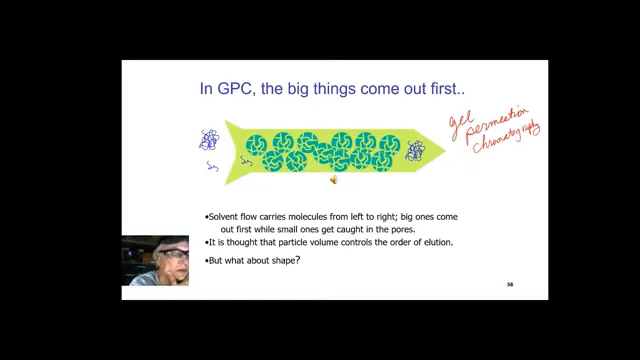 In GPC, the big things come out first..
gel
permeation
chromatography
•Solvent flow carries molecules from left to right; big ones come
out first while small ones get caught in the pores.
•It is thought that particle volume controls the order of elution.
•But what about shape?
58